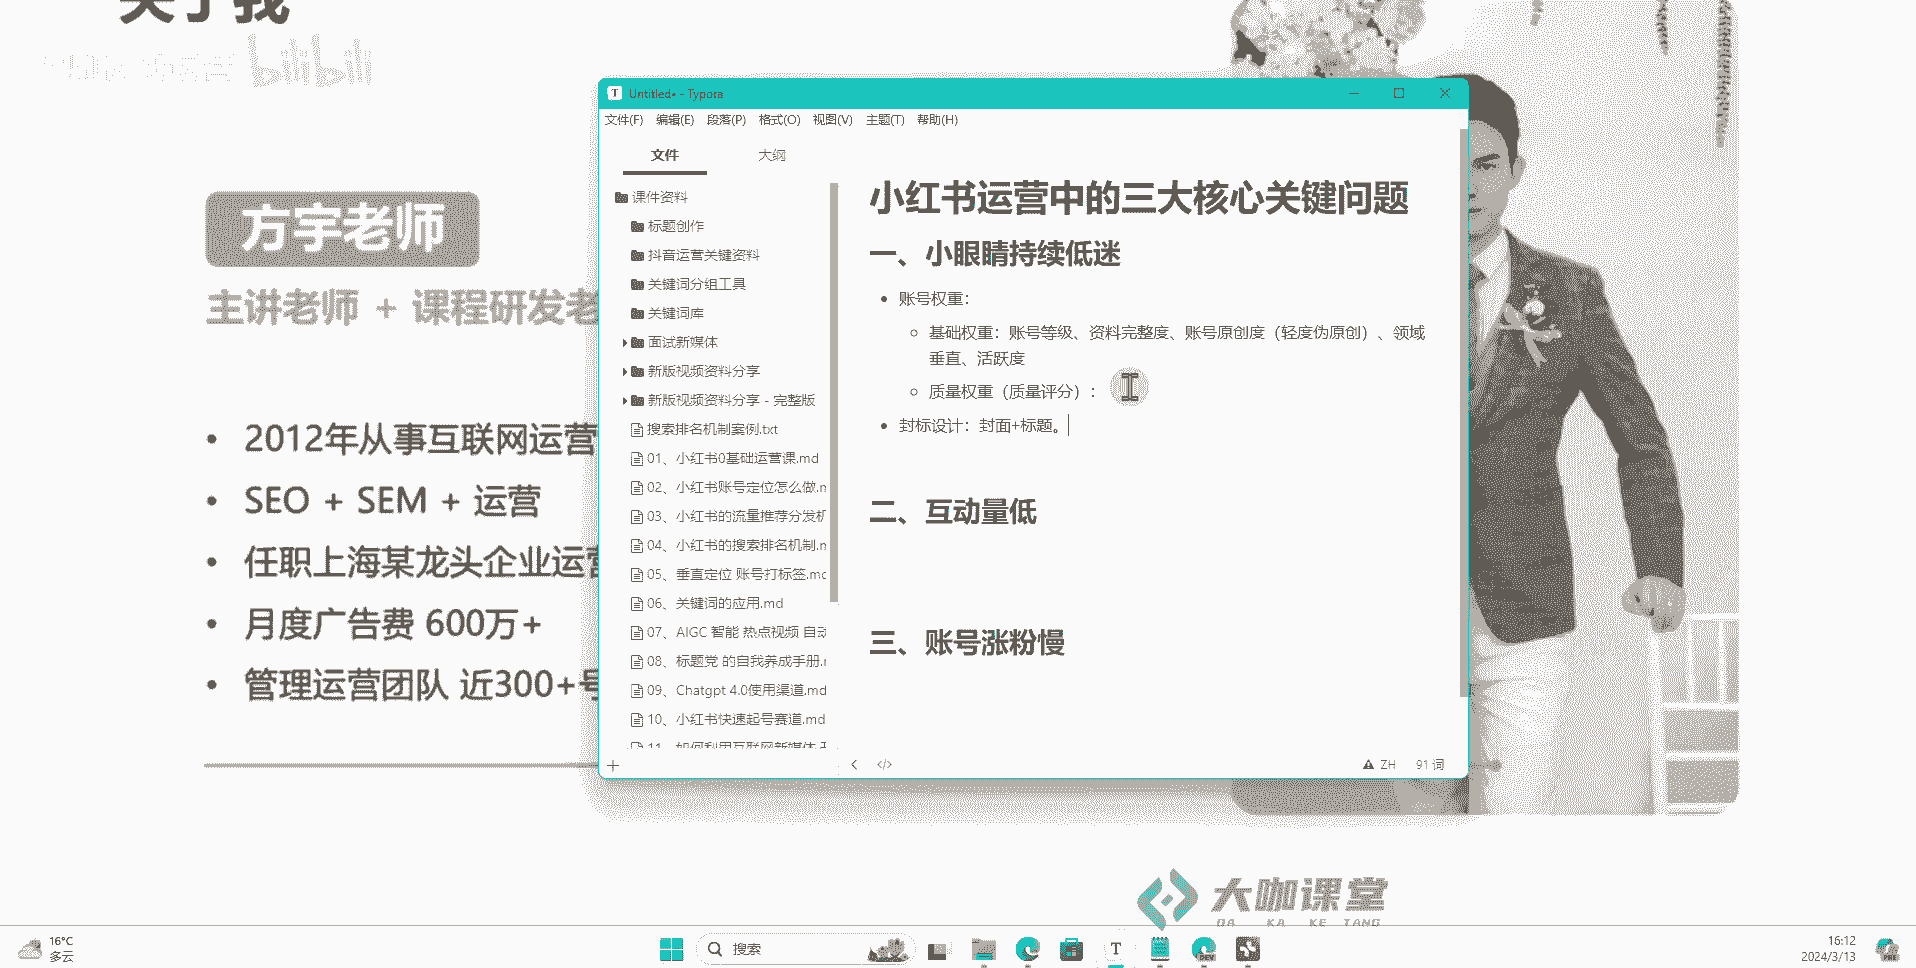 关于我
bilibili
方宇老师
主讲老师 + 课程研发老
2012年从事互联网运营
SEO + SEM + 运营
任职上海某龙头企业运营
月度广告费 600万+
管理运营团队 近300+号
T Untitled• - Typora
文件(F) 编辑(E) 段落(P) 格式(O) 视图(V) 主题(T) 帮助(H)
文件 大纲
课件资料
标题创作
抖音运营关键资料
关键词分组工具
关键词库
面试新媒体
新版视频资料分享
新版视频资料分享 - 完整版
搜索排名机制案例.txt
01、小红书0基础运营课.md
02、小红书账号定位怎么做.m
03、小红书的流量推荐分发机
04、小红书的搜索排名机制.m
05、垂直定位 账号打标签.md
06、关键词的应用.md
07、AIGC 智能 热点视频 自动
08、标题党 的自我养成手册.m
09、Chatgpt 4.0使用渠道.md
10、小红书快速起号赛道.md
11、如何利用互联网新媒体
小红书运营中的三大核心关键问题
一、小眼睛持续低迷
账号权重：
基础权重：账号等级、资料完整度、账号原创度（轻度伪原创）、领域
垂直、活跃度
质量权重（质量评分）：
封标设计：封面+标题。
二、互动量低
三、账号涨粉慢
ZH 91 词
大咖课堂
DA KA KE TANG
16°C
多云
搜索
T
DEV
16:12
2024/3/13
PRE